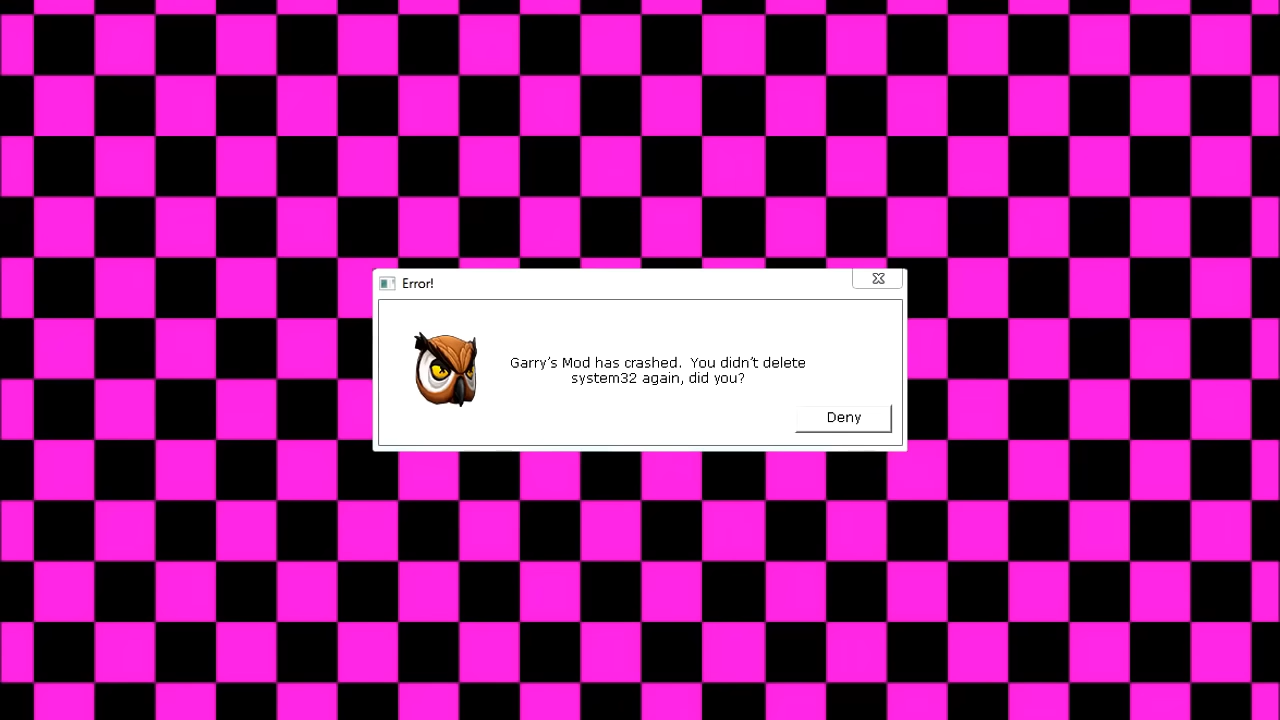 Error!
Garry’s Mod has crashed.  You didn’t delete
system32 again, did you?
Deny